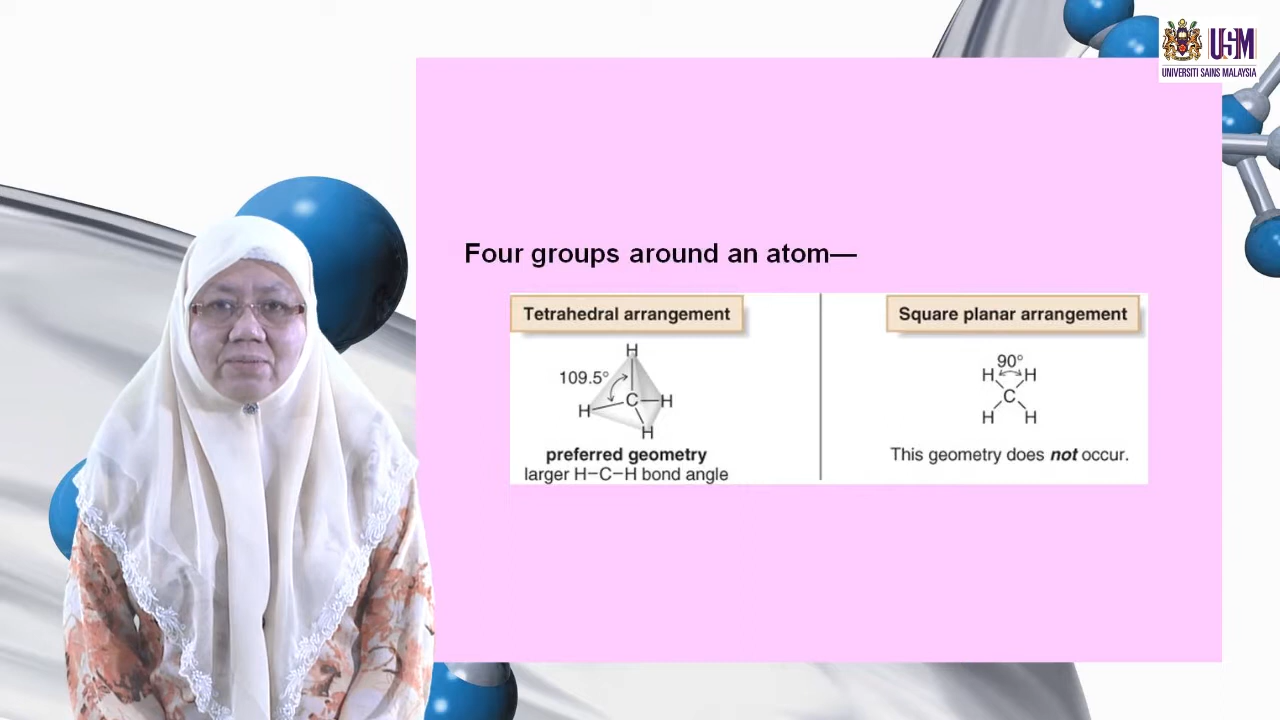 USM
UNIVERSITI SAINS MALAYSIA
Four groups around an atom—
Tetrahedral arrangement
H
109.5°
C
H
H
H
preferred geometry
larger H–C–H bond angle
Square planar arrangement
90°
H H
C
H H
This geometry does not occur.